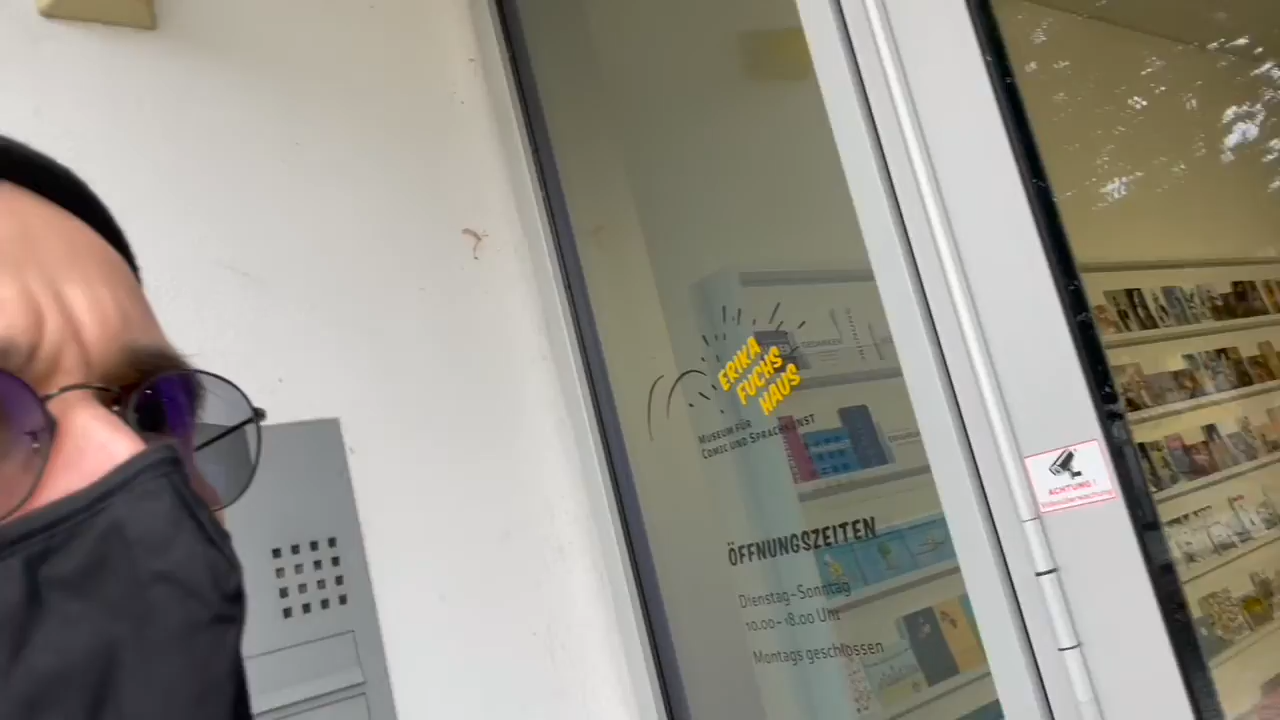 ERIKA
FUCHS
HAUS
MUSEUM FÜR
COMIC UND SPRACHKUNST
ÖFFNUNGSZEITEN
Dienstag-Sonntag
10.00-18.00 Uhr
Montags geschlossen
ACHTUNG!
Videoüberwachung